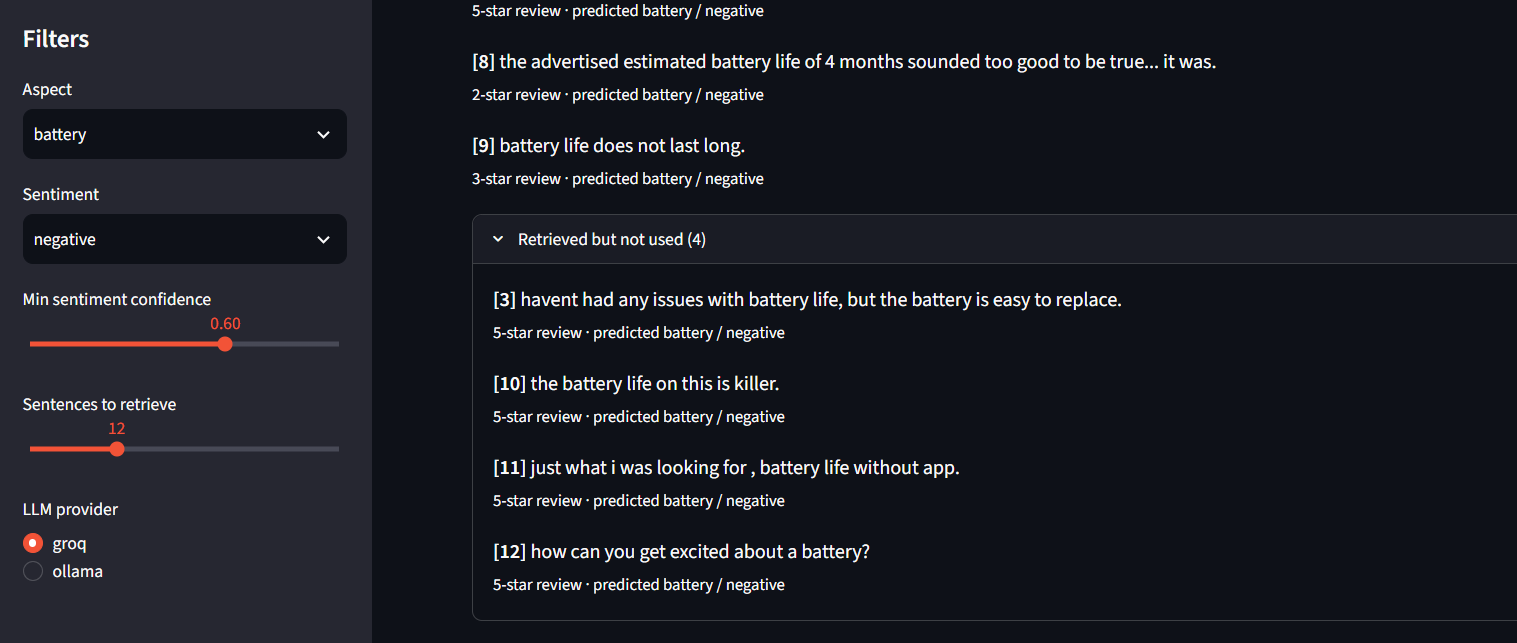 Filters
Aspect
battery
Sentiment
negative
Min sentiment confidence
0.60
Sentences to retrieve
12
LLM provider
groq
ollama
5-star review · predicted battery / negative
[8] the advertised estimated battery life of 4 months sounded too good to be true... it was.
2-star review · predicted battery / negative
[9] battery life does not last long.
3-star review · predicted battery / negative
Retrieved but not used (4)
[3] havent had any issues with battery life, but the battery is easy to replace.
5-star review · predicted battery / negative
[10] the battery life on this is killer.
5-star review · predicted battery / negative
[11] just what i was looking for , battery life without app.
5-star review · predicted battery / negative
[12] how can you get excited about a battery?
5-star review · predicted battery / negative